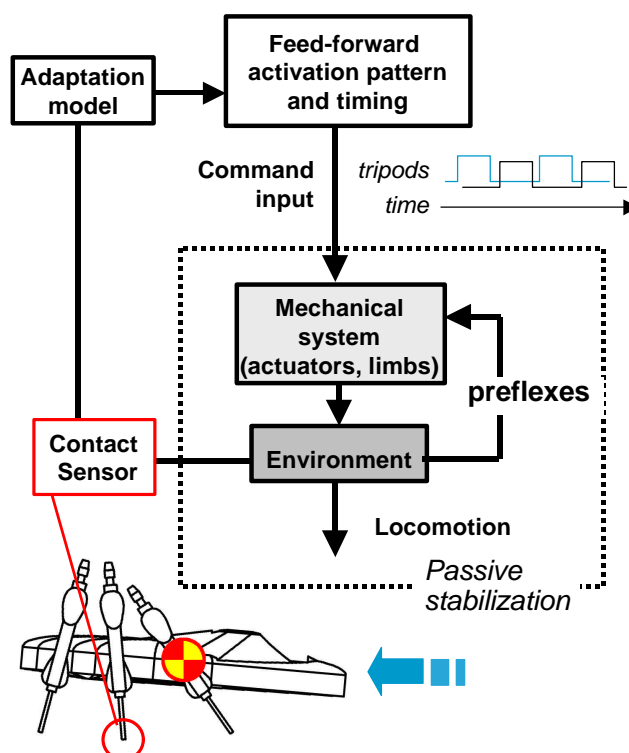 Feed-forward
activation pattern
and timing
Adaptation
model
Command
input
tripods
time
Mechanical
system
(actuators, limbs)
preflexes
Contact
Sensor
Environment
Locomotion
Passive
stabilization